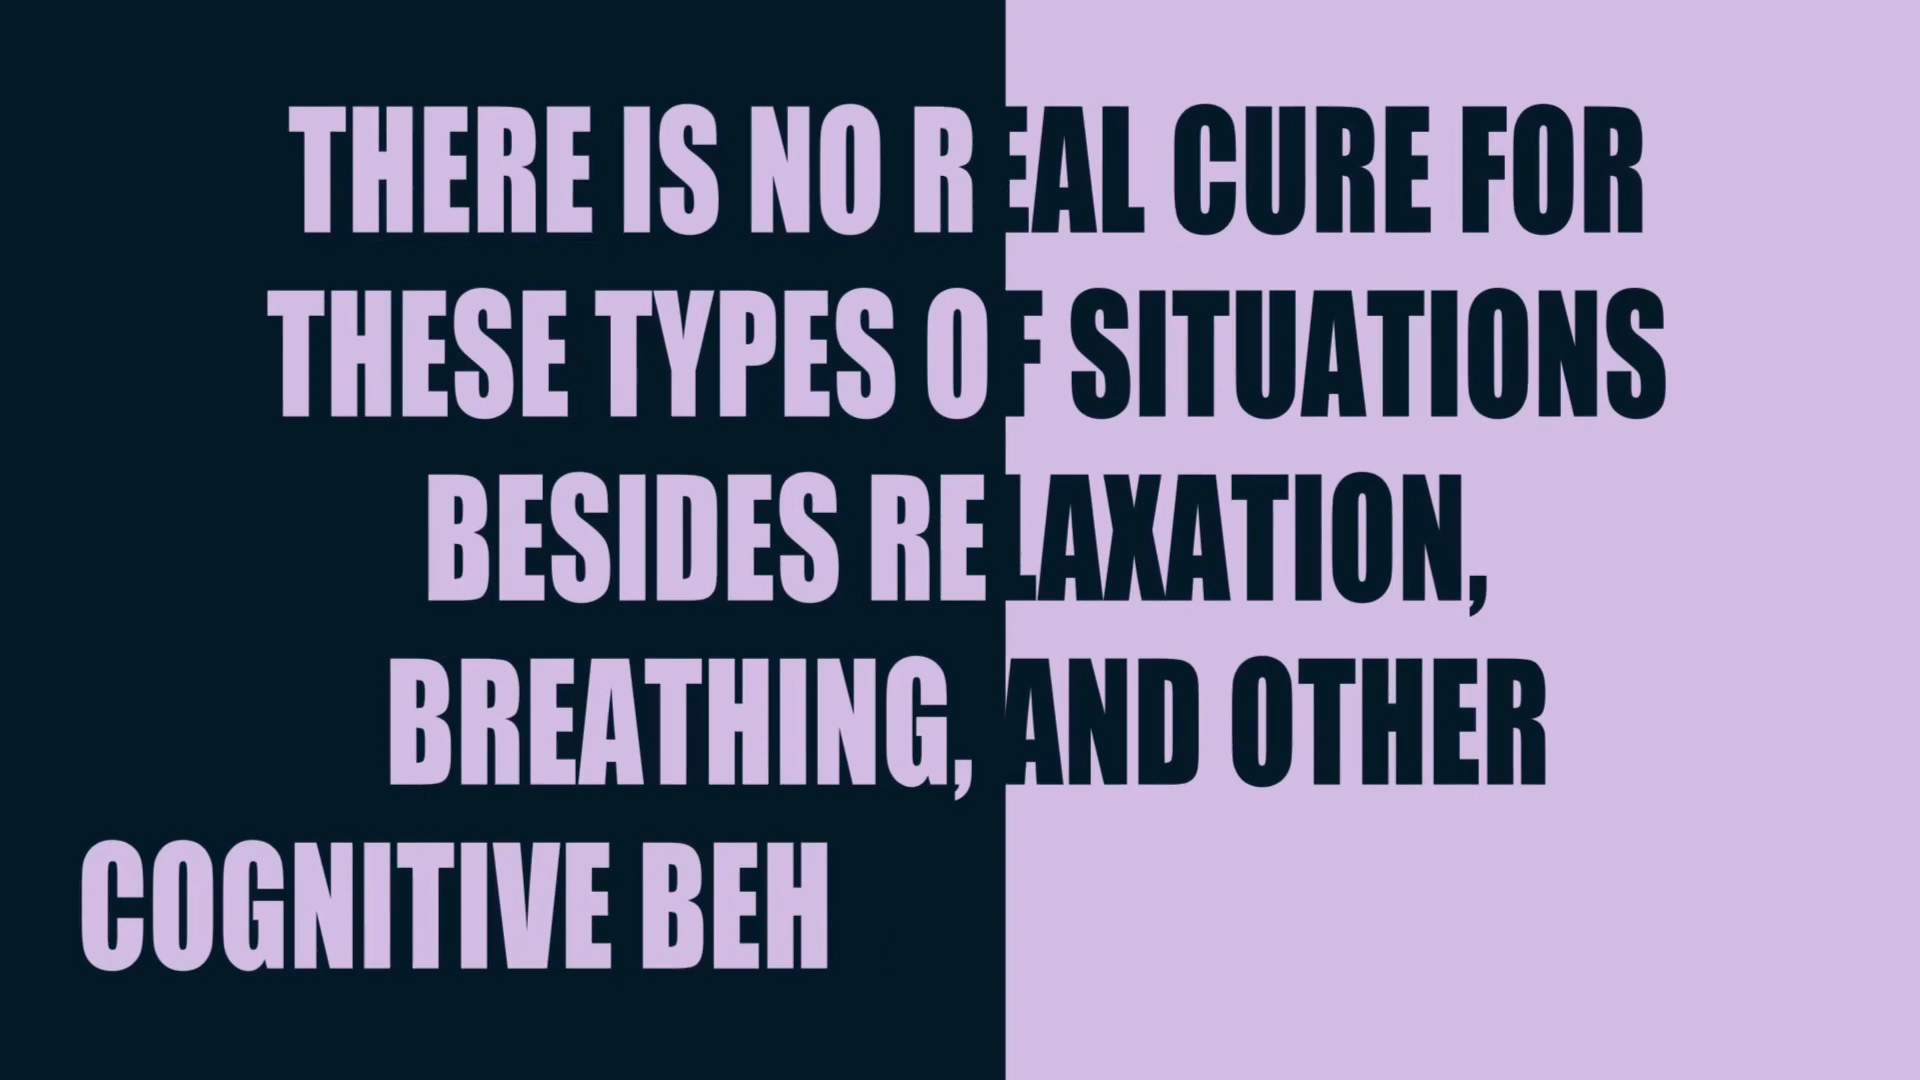 THERE IS NO REAL CURE FOR
THESE TYPES OF SITUATIONS
BESIDES RELAXATION,
BREATHING, AND OTHER
COGNITIVE BEH